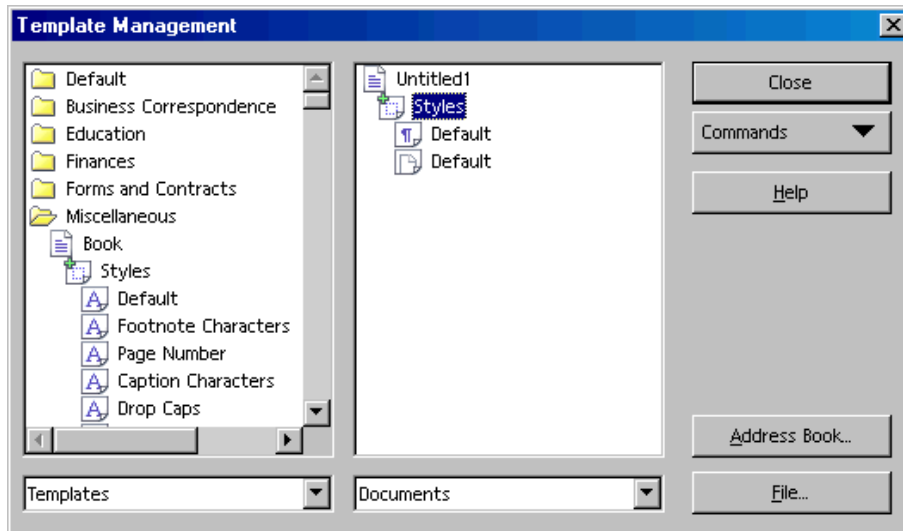 Template Management
Default
Business Correspondence
Education
Finances
Forms and Contracts
Miscellaneous
Book
Styles
Default
Footnote Characters
Page Number
Caption Characters
Drop Caps
Templates
Untitled1
Styles
Default
Default
Documents
Close
Commands
Help
Address Book...
File...